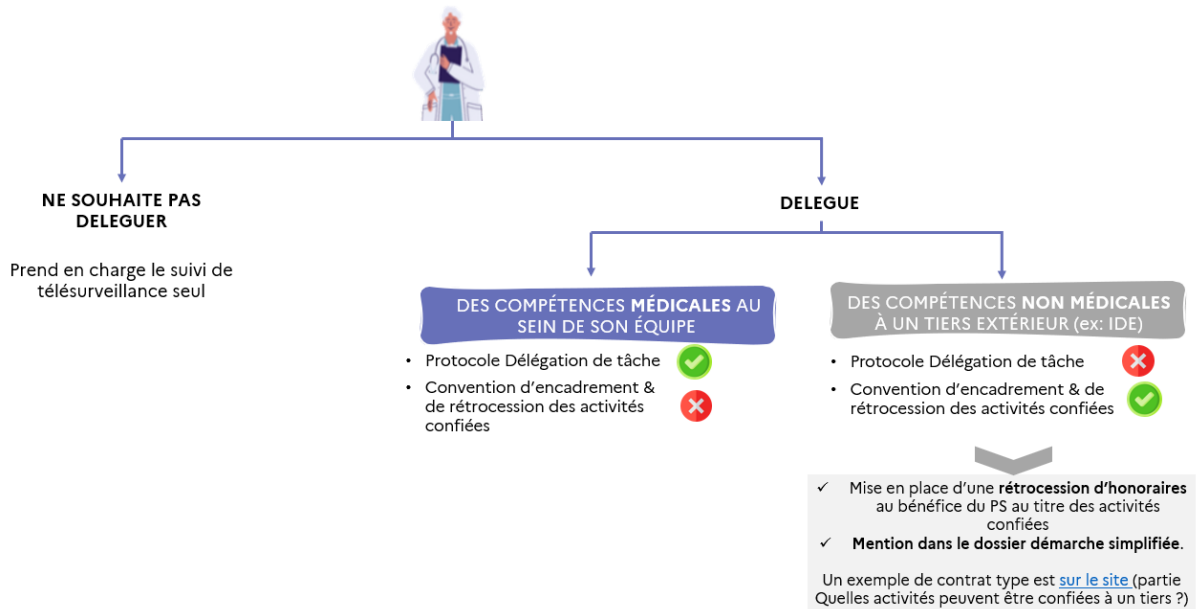 NE SOUHAITE PAS
DELEGUER
Prend en charge le suivi de
télésurveillance seul
DELEGUE
DES COMPÉTENCES MÉDICALES AU
SEIN DE SON ÉQUIPE
• Protocole Délégation de tâche
• Convention d'encadrement &
de rétrocession des activités
confiées
DES COMPÉTENCES NON MÉDICALES
À UN TIERS EXTÉRIEUR (ex: IDE)
• Protocole Délégation de tâche
• Convention d'encadrement & de
rétrocession des activités confiées
✓ Mise en place d'une rétrocession d'honoraires
au bénéfice du PS au titre des activités
confiées
✓ Mention dans le dossier démarche simplifiée.
Un exemple de contrat type est sur le site (partie
Quelles activités peuvent être confiées à un tiers ?)